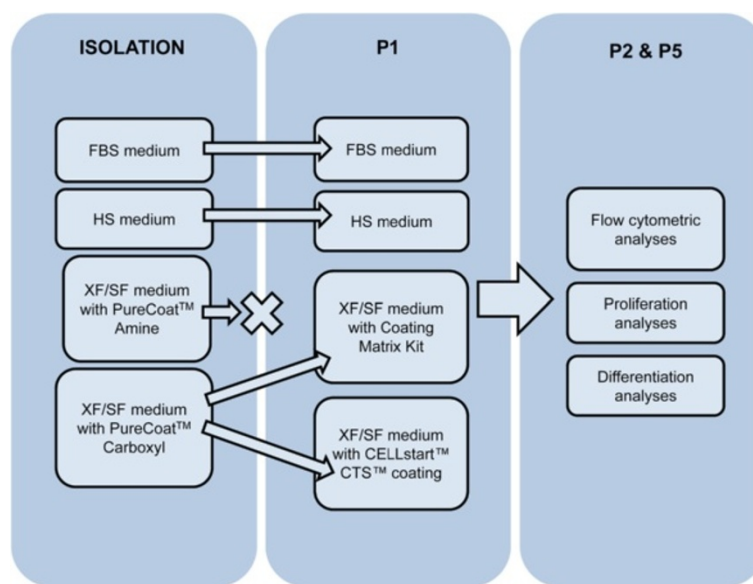 ISOLATION
FBS medium
HS medium
XF/SF medium
with PureCoat™
Amine
XF/SF medium
with PureCoat™
Carboxyl
P1
FBS medium
HS medium
XF/SF medium
with Coating
Matrix Kit
XF/SF medium
with CELLstart™
CTS™ coating
P2 & P5
Flow cytometric
analyses
Proliferation
analyses
Differentiation
analyses